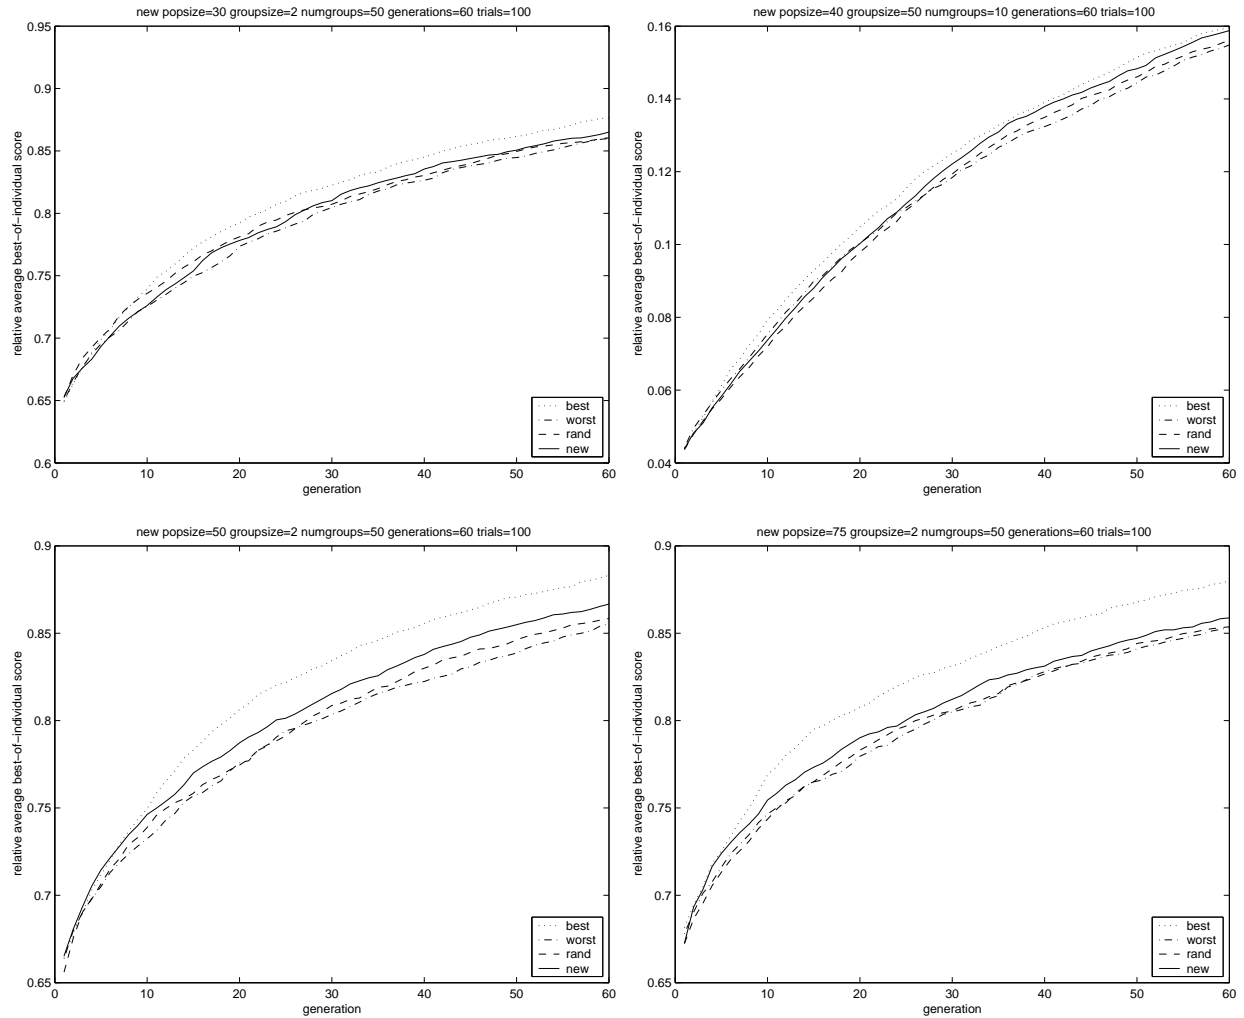 new popsize=30 groupsize=2 numgroups=50 generations=60 trials=100
0.95
0.9
0.85
0.8
0.75
0.7
0.65
0.6
relative average best-of-individual score
0 10 20 30 40 50 60
generation
best
worst
rand
new
new popsize=40 groupsize=50 numgroups=10 generations=60 trials=100
0.16
0.14
0.12
0.1
0.08
0.06
0.04
relative average best-of-individual score
0 10 20 30 40 50 60
generation
best
worst
rand
new
new popsize=50 groupsize=2 numgroups=50 generations=60 trials=100
0.9
0.85
0.8
0.75
0.7
0.65
relative average best-of-individual score
0 10 20 30 40 50 60
generation
best
worst
rand
new
new popsize=75 groupsize=2 numgroups=50 generations=60 trials=100
0.9
0.85
0.8
0.75
0.7
0.65
relative average best-of-individual score
0 10 20 30 40 50 60
generation
best
worst
rand
new